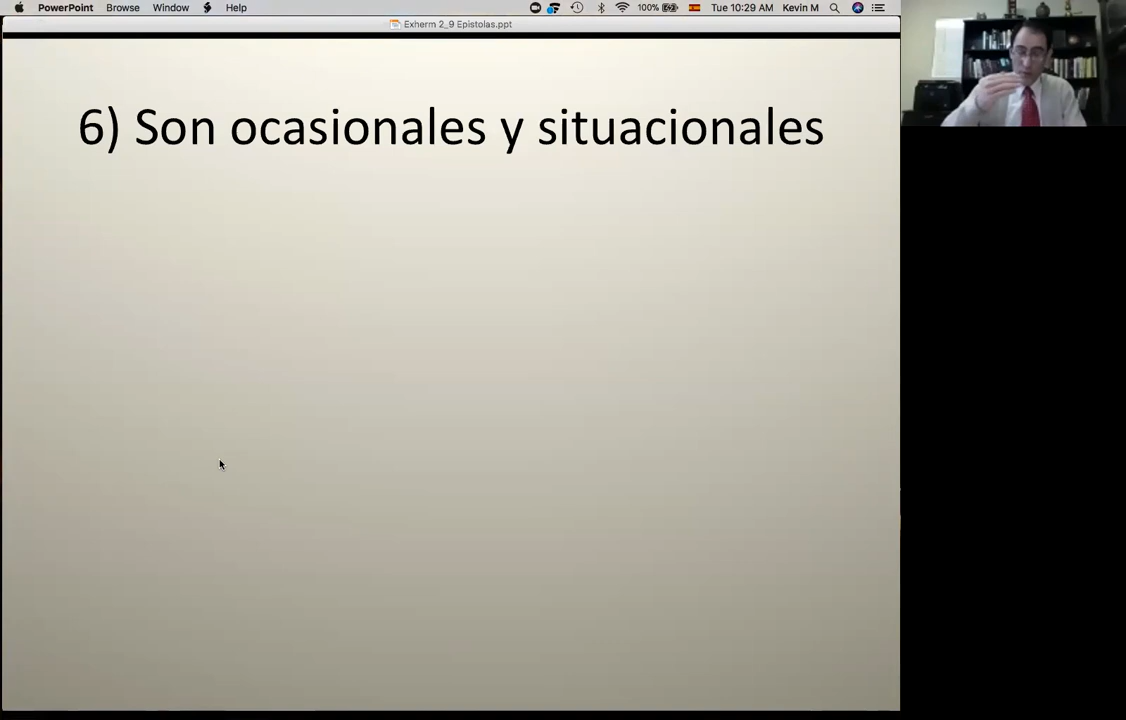 PowerPoint Browse Window Help 100% Tue 10:29 AM Kevin M
Exherm 2_9 Epistolas.ppt
6) Son ocasionales y situacionales